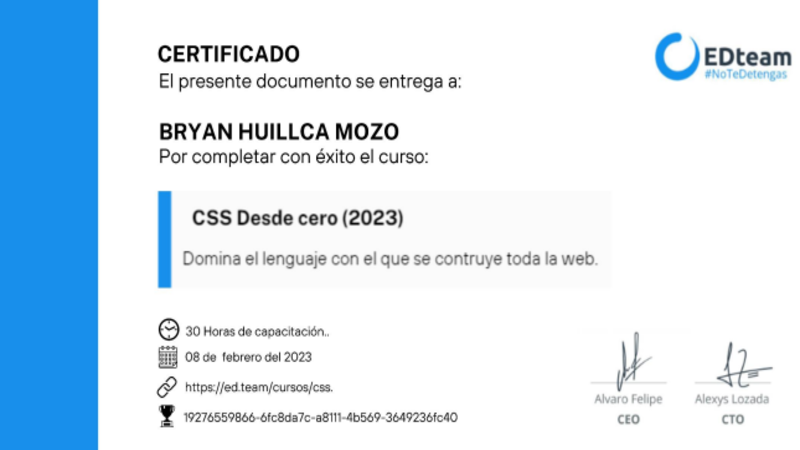 CERTIFICADO
El presente documento se entrega a:
EDteam
#NoTeDetengas
BRYAN HUILLCA MOZO
Por completar con éxito el curso:
CSS Desde cero (2023)
Domina el lenguaje con el que se contruye toda la web.
30 Horas de capacitación..
08 de febrero del 2023
https://ed.team/cursos/css.
19276559866-6fc8da7c-a8111-4b569-3649236fc40
Alvaro Felipe
CEO
Alexys Lozada
CTO